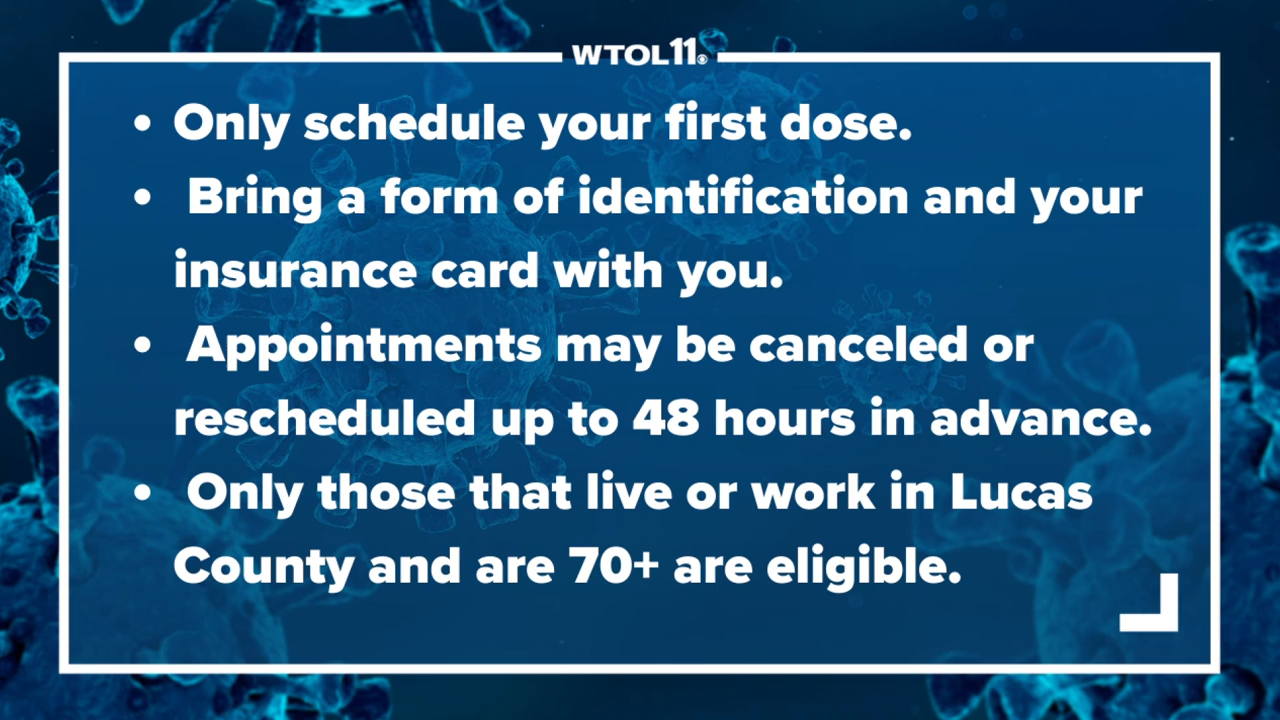 WTOL11
• Only schedule your first dose.
• Bring a form of identification and your
insurance card with you.
• Appointments may be canceled or
rescheduled up to 48 hours in advance.
• Only those that live or work in Lucas
County and are 70+ are eligible.